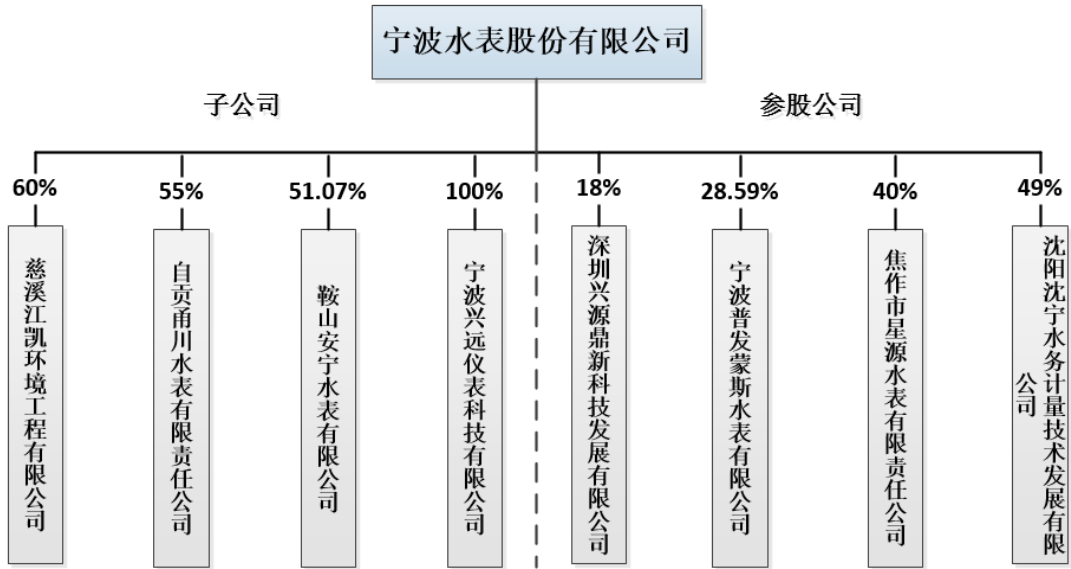 宁波水表股份有限公司
子公司
参股公司
60%
55%
51.07%
100%
18%
28.59%
40%
49%
慈溪江凯环境工程有限公司
自贡甬川水表有限责任公司
鞍山安宁水表有限公司
宁波兴远仪表科技有限公司
深圳兴源鼎新科技发展有限公司
宁波普发蒙斯水表有限公司
焦作市星源水表有限责任公司
沈阳沈宁水务计量技术发展有限
公司